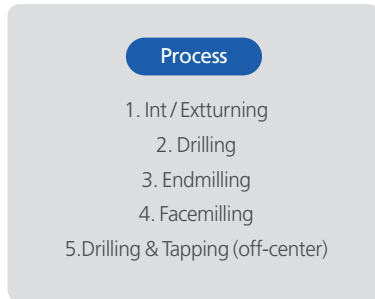 Process
1. Int / Extturning
2. Drilling
3. Endmilling
4. Facemilling
5.Drilling & Tapping (off-center)